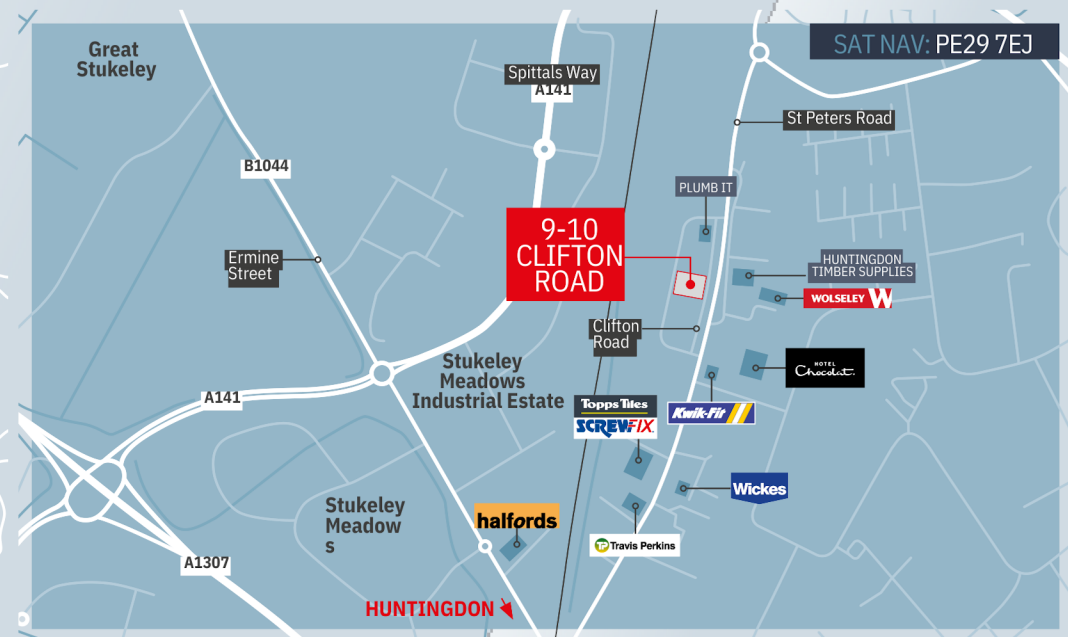 Great
Stukeley
SAT NAV: PE29 7EJ
Spittals Way
A141
St Peters Road
B1044
PLUMB IT
9-10
CLIFTON
ROAD
Ermine
Street
HUNTINGDON
TIMBER SUPPLIES
WOLSELEY W
Clifton
Road
Stukeley
Meadows
Industrial Estate
HOTEL
Chocolat.
A141
Topps Tiles
SCREWFIX
Kwik-Fit
Wickes
Stukeley
Meadow
s
halfords
TP Travis Perkins
A1307
HUNTINGDON